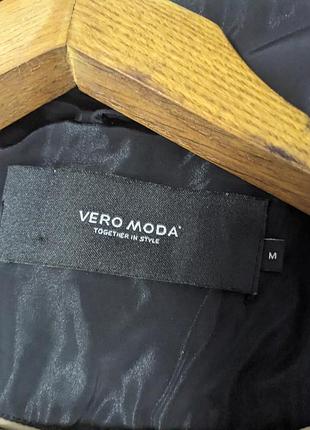 VERO MODA
TOGETHER IN STYLE
M